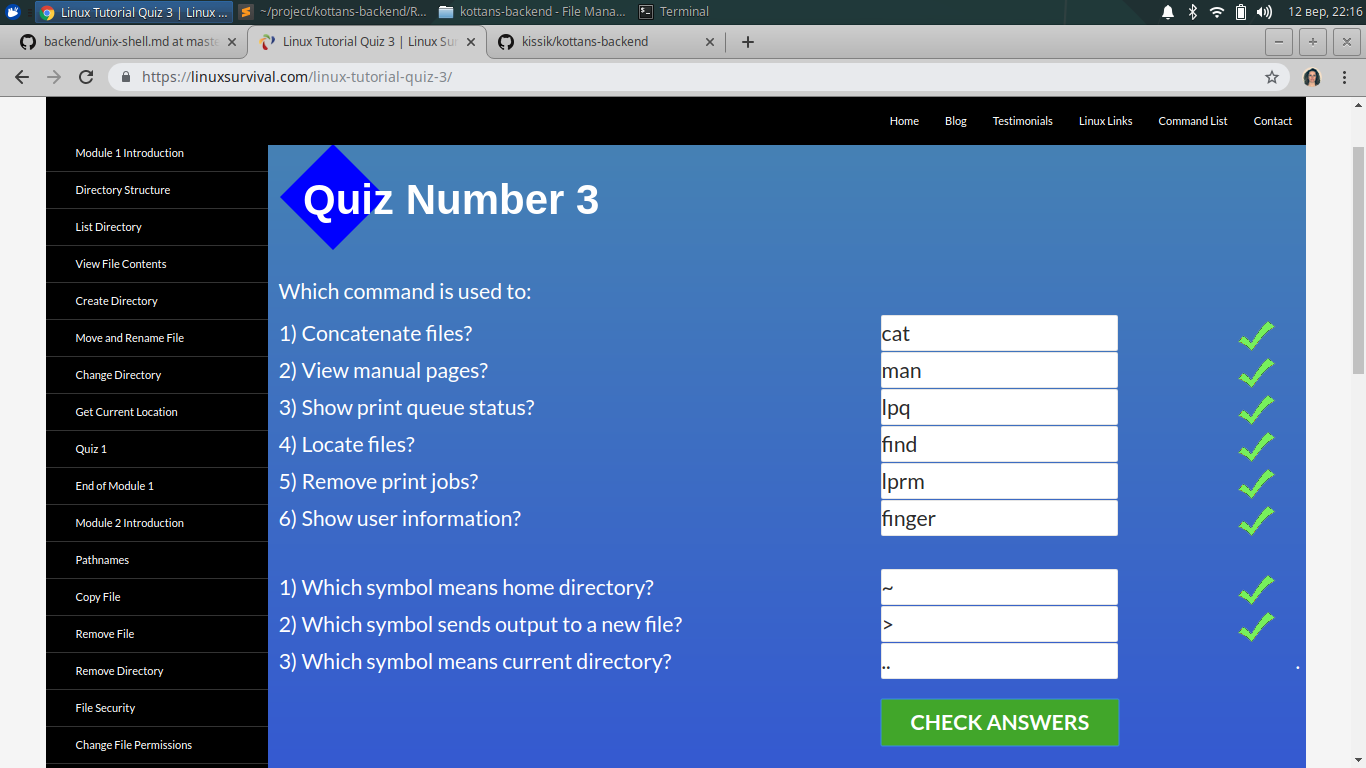 Linux Tutorial Quiz 3 | Linux ...
~/project/kottans-backend/R...
kottans-backend - File Mana...
Terminal
12 вер, 22:16
backend/unix-shell.md at maste
Linux Tutorial Quiz 3 | Linux Sur
kissik/kottans-backend
https://linuxsurvival.com/linux-tutorial-quiz-3/
Home
Blog
Testimonials
Linux Links
Command List
Contact
Module 1 Introduction
Directory Structure
List Directory
View File Contents
Create Directory
Move and Rename File
Change Directory
Get Current Location
Quiz 1
End of Module 1
Module 2 Introduction
Pathnames
Copy File
Remove File
Remove Directory
File Security
Change File Permissions
Quiz Number 3
Which command is used to:
1) Concatenate files? cat
2) View manual pages? man
3) Show print queue status? lpq
4) Locate files? find
5) Remove print jobs? lprm
6) Show user information? finger
1) Which symbol means home directory? ~
2) Which symbol sends output to a new file? >
3) Which symbol means current directory? .. .
CHECK ANSWERS